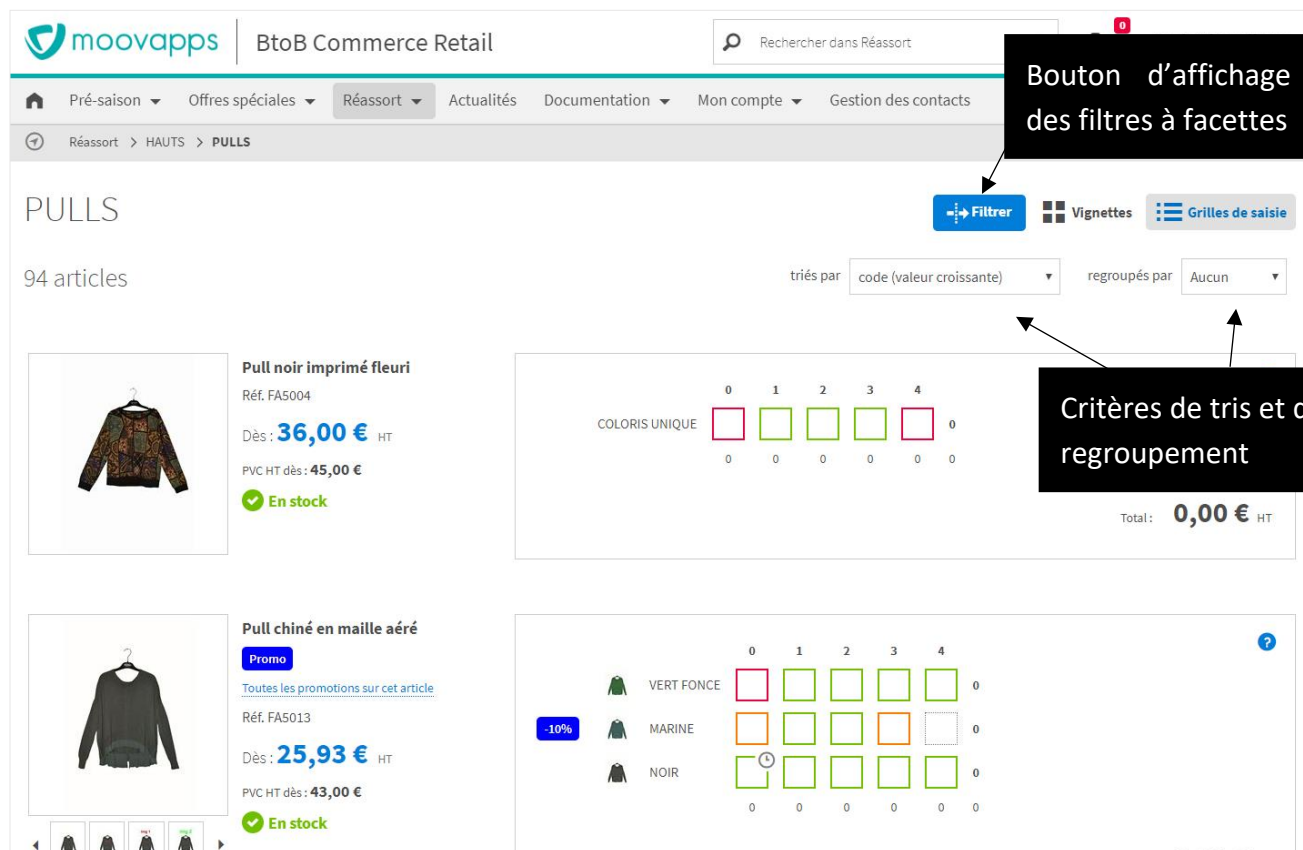 moovapps
BtoB Commerce Retail
Rechercher dans Réassort
0
Bouton d’affichage
des filtres à facettes
Pré-saison Offres spéciales Réassort Actualités Documentation Mon compte Gestion des contacts
Réassort > HAUTS > PULLS
PULLS
Filtrer Vignettes Grilles de saisie
94 articles
triés par code (valeur croissante) regroupés par Aucun
Critères de tris et
regroupement
Pull noir imprimé fleuri
Réf. FA5004
Dès : 36,00 € HT
PVC HT dès : 45,00 €
En stock
0 1 2 3 4
COLORIS UNIQUE 0
0 0 0 0 0 0
Total : 0,00 € HT
Pull chiné en maille aéré
Promo
Toutes les promotions sur cet article
Réf. FA5013
Dès : 25,93 € HT
PVC HT dès : 43,00 €
En stock
?
0 1 2 3 4
VERT FONCE 0
-10% MARINE 0
NOIR 0
0 0 0 0 0 0